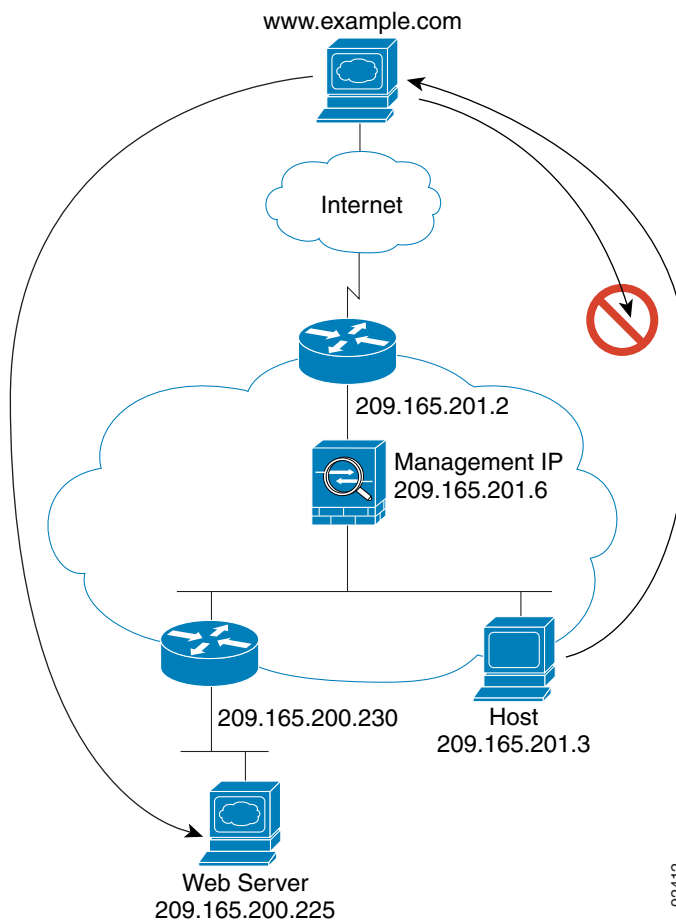 www.example.com
Internet
209.165.201.2
Management IP
209.165.201.6
209.165.200.230
Host
209.165.201.3
Web Server
209.165.200.225